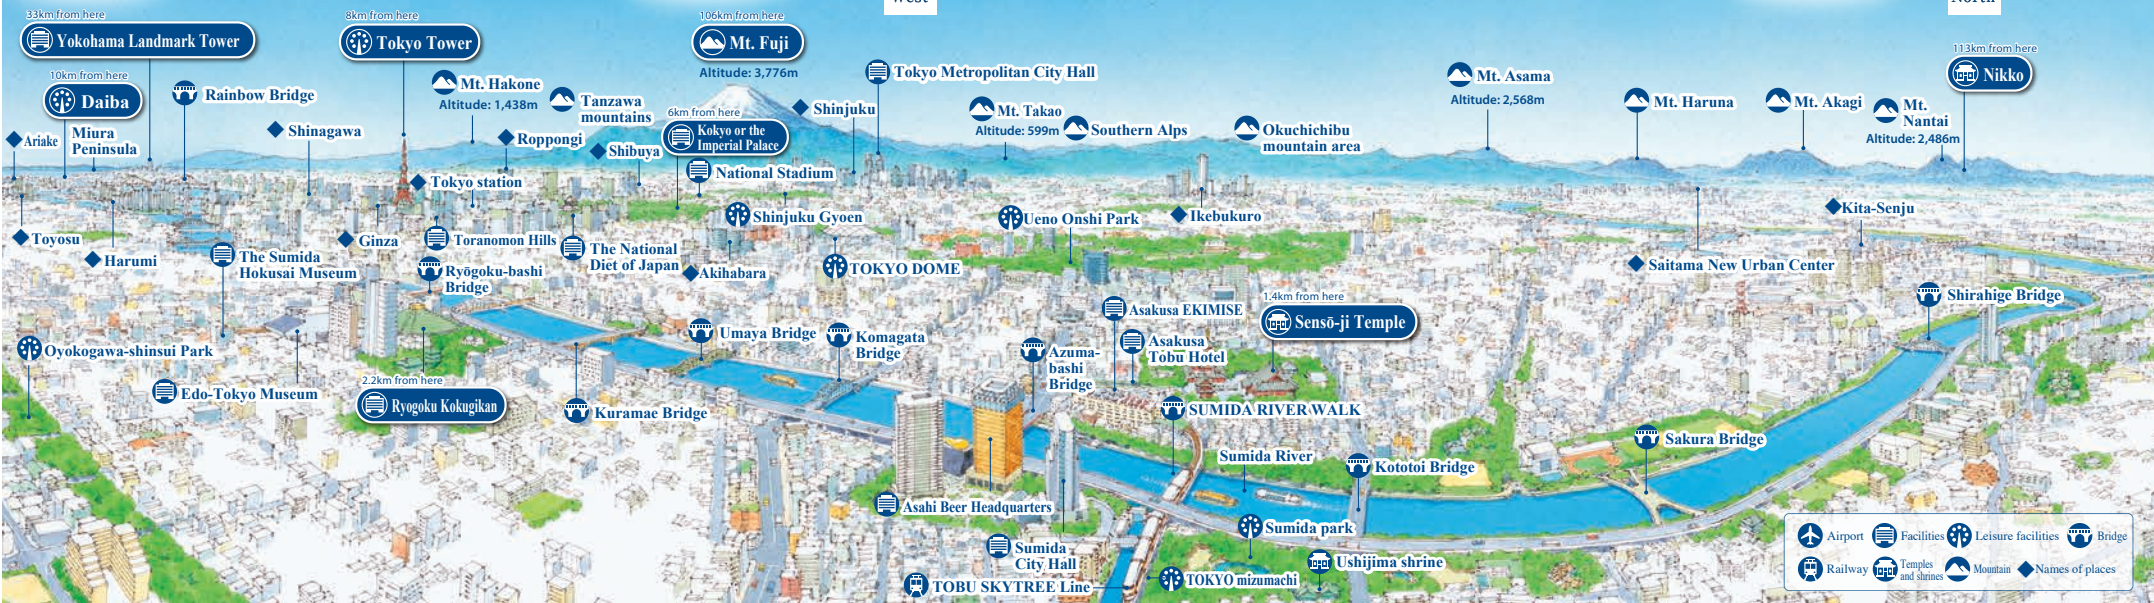 West
North
33km from here
Yokohama Landmark Tower
8km from here
Tokyo Tower
106km from here
Mt. Fuji
Altitude: 3,776m
113km from here
Nikko
10km from here
Daiba
Rainbow Bridge
Mt. Hakone
Altitude: 1,438m
Tanzawa
mountains
6km from here
Kokyo or the
Imperial Palace
Shinjuku
Tokyo Metropolitan City Hall
Mt. Takao
Altitude: 599m
Southern Alps
Okuchichibu
mountain area
Mt. Asama
Altitude: 2,568m
Mt. Haruna
Mt. Akagi
Mt.
Nantai
Altitude: 2,486m
Ariake
Miura
Peninsula
Shinagawa
Roppongi
Shibuya
National Stadium
Tokyo station
Shinjuku Gyoen
Ueno Onshi Park
Ikebukuro
Kita-Senju
Toyosu
Harumi
The Sumida
Hokusai Museum
Ginza
Toranomon Hills
Ryōgoku-bashi
Bridge
The National
Diet of Japan
Akihabara
TOKYO DOME
Saitama New Urban Center
Shirahige Bridge
Oyokogawa-shinsui Park
Edo-Tokyo Museum
2.2km from here
Ryogoku Kokugikan
Kuramae Bridge
Umaya Bridge
Komagata
Bridge
Azuma-
bashi
Bridge
Asakusa EKIMISE
Asakusa
Tobu Hotel
1.4km from here
Sensō-ji Temple
SUMIDA RIVER WALK
Sumida River
Kototoi Bridge
Sakura Bridge
Asahi Beer Headquarters
Sumida
City Hall
TOBU SKYTREE Line
Sumida park
Ushijima shrine
TOKYO mizumachi
Airport
Facilities
Leisure facilities
Bridge
Railway
Temples
and shrines
Mountain
Names of places